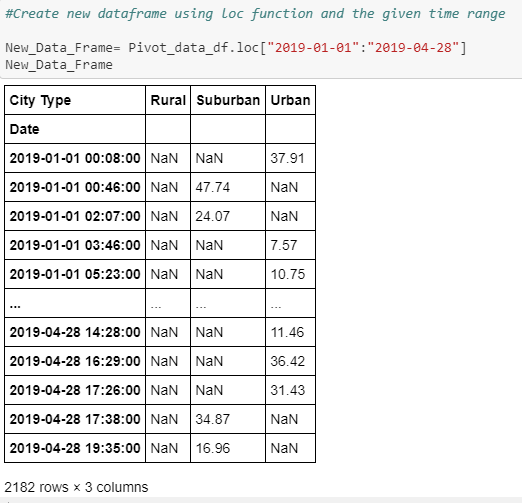 #Create new dataframe using loc function and the given time range
New_Data_Frame= Pivot_data_df.loc["2019-01-01":"2019-04-28"]
New_Data_Frame
City Type Rural Suburban Urban
Date
2019-01-01 00:08:00 NaN NaN 37.91
2019-01-01 00:46:00 NaN 47.74 NaN
2019-01-01 02:07:00 NaN 24.07 NaN
2019-01-01 03:46:00 NaN NaN 7.57
2019-01-01 05:23:00 NaN NaN 10.75
... ... ... ...
2019-04-28 14:28:00 NaN NaN 11.46
2019-04-28 16:29:00 NaN NaN 36.42
2019-04-28 17:26:00 NaN NaN 31.43
2019-04-28 17:38:00 NaN 34.87 NaN
2019-04-28 19:35:00 NaN 16.96 NaN
2182 rows × 3 columns